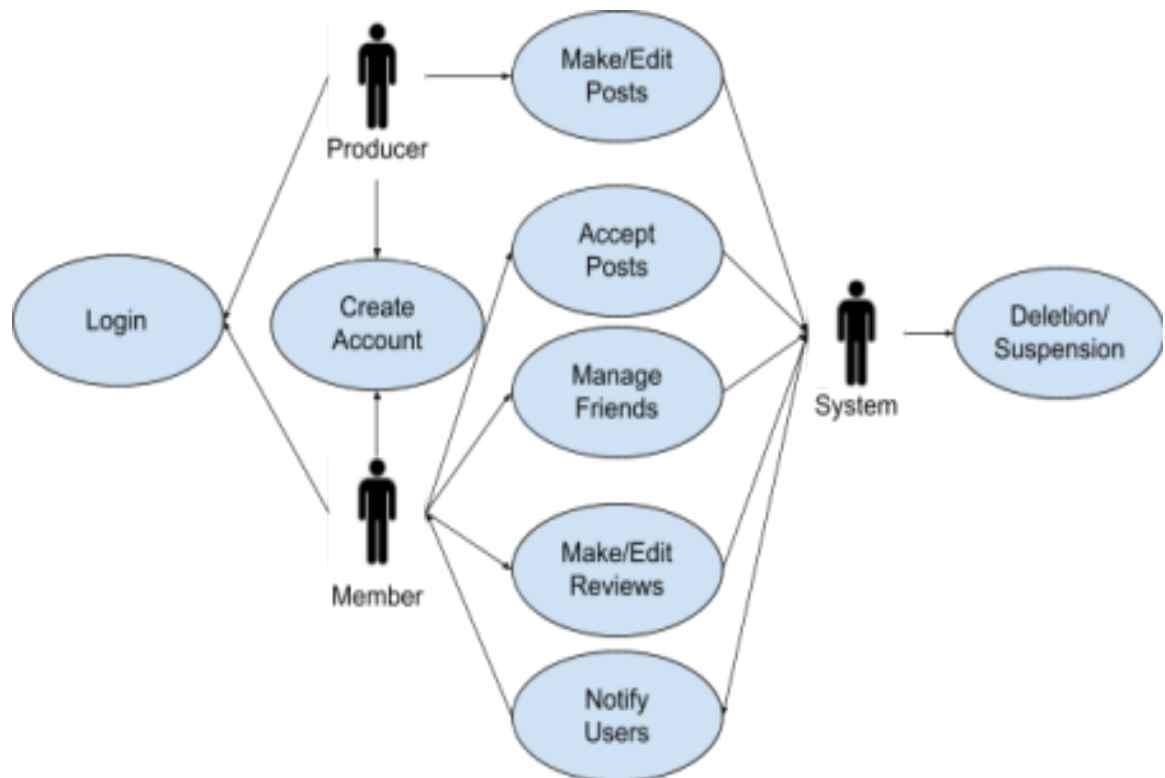 Make/Edit
Posts
Producer
Accept
Posts
Login
Create
Account
Deletion/
Suspension
Manage
Friends
System
Make/Edit
Reviews
Member
Notify
Users